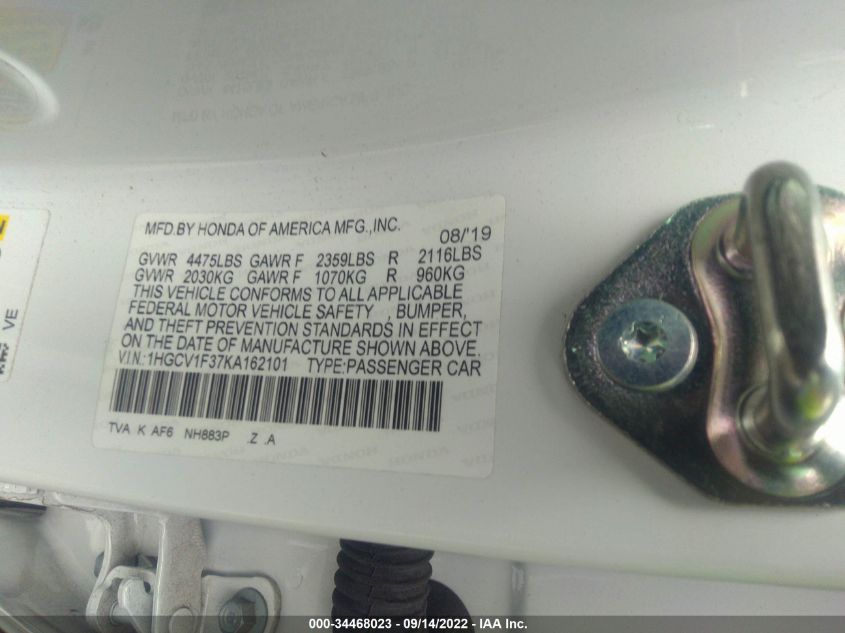 MFD.BY HONDA OF AMERICA MFG.,INC. 08/'19
GVWR 4475LBS GAWR F 2359LBS R 2116LBS
GVWR 2030KG GAWR F 1070KG R 960KG
THIS VEHICLE CONFORMS TO ALL APPLICABLE
FEDERAL MOTOR VEHICLE SAFETY , BUMPER,
AND THEFT PREVENTION STANDARDS IN EFFECT
ON THE DATE OF MANUFACTURE SHOWN ABOVE.
V.I.N.:1HGCV1F37KA162101 TYPE:PASSENGER CAR
TVA K AF6 NH883P .Z .A
VE
000-34468023 - 09/14/2022 - IAA Inc.